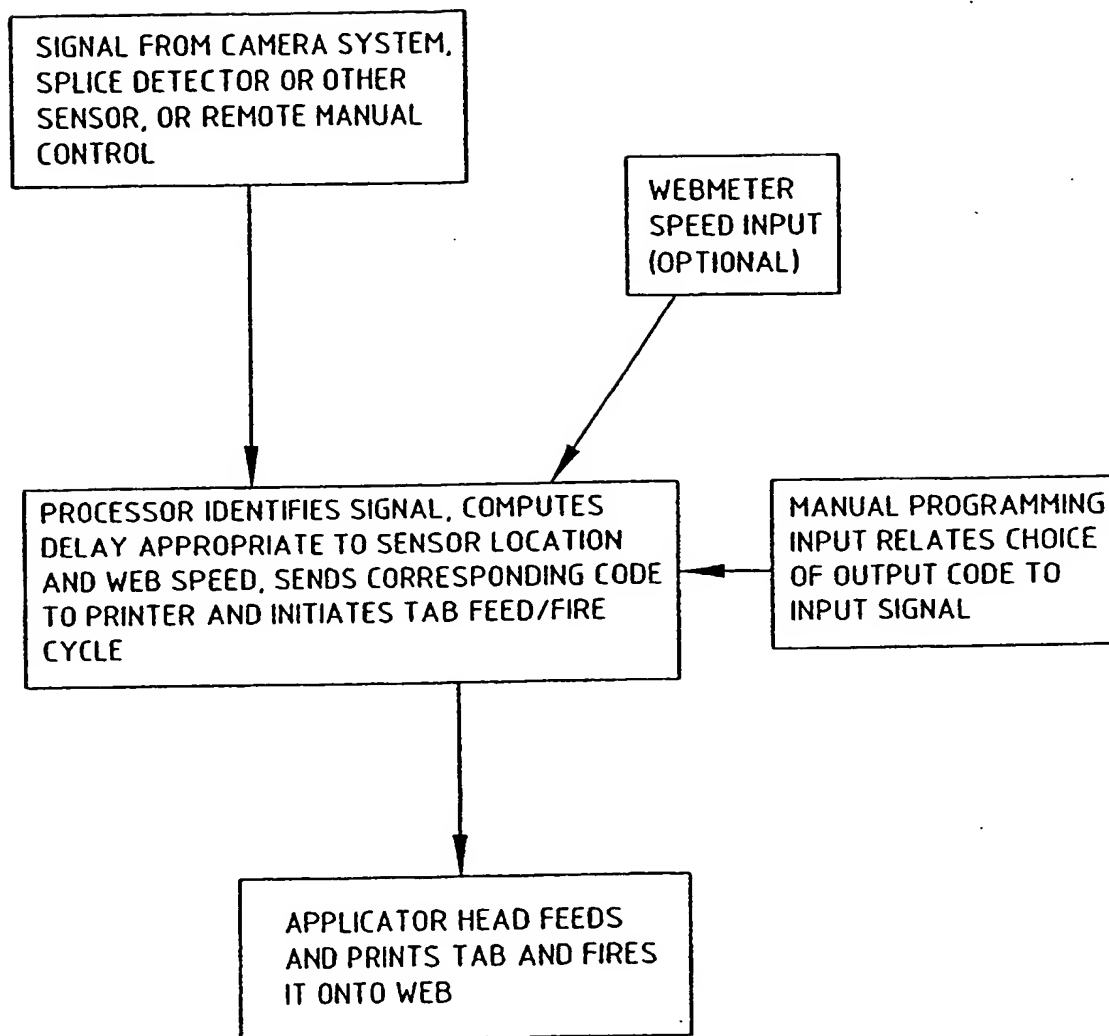 SIGNAL FROM CAMERA SYSTEM,
SPLICE DETECTOR OR OTHER
SENSOR, OR REMOTE MANUAL
CONTROL
WEBMETER
SPEED INPUT
(OPTIONAL)
PROCESSOR IDENTIFIES SIGNAL, COMPUTES
DELAY APPROPRIATE TO SENSOR LOCATION
AND WEB SPEED, SENDS CORRESPONDING CODE
TO PRINTER AND INITIATES TAB FEED/FIRE
CYCLE
MANUAL PROGRAMMING
INPUT RELATES CHOICE
OF OUTPUT CODE TO
INPUT SIGNAL
APPLICATOR HEAD FEEDS
AND PRINTS TAB AND FIRES
IT ONTO WEB